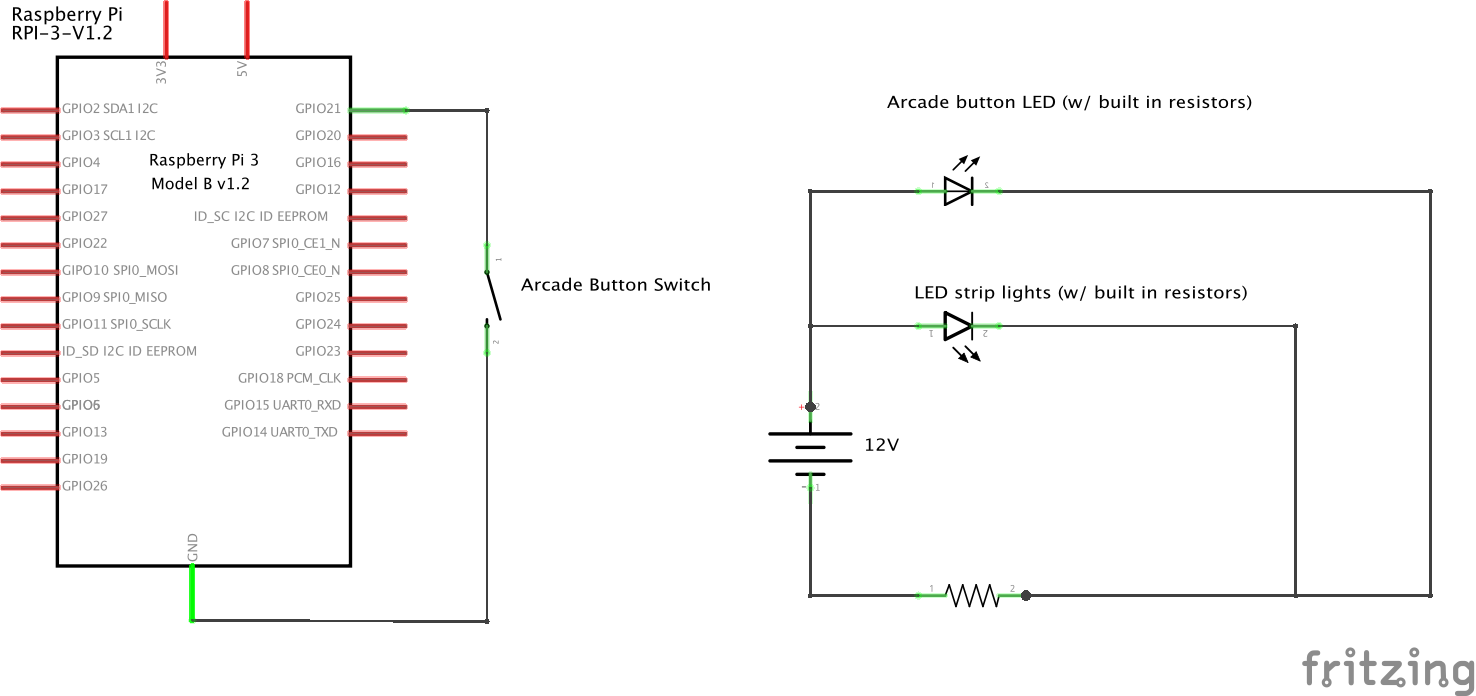 Raspberry Pi
RPI-3-V1.2
3V3
5V
GPIO2 SDA1 I2C
GPIO21
GPIO3 SCL1 I2C
GPIO20
GPIO4
Raspberry Pi 3
GPIO16
GPIO17
Model B v1.2
GPIO12
GPIO27
ID_SC I2C ID EEPROM
GPIO22
GPIO7 SPI0_CE1_N
GIPO10 SPI0_MOSI
GPIO8 SPI0_CE0_N
GPIO9 SPI0_MISO
GPIO25
GPIO11 SPI0_SCLK
GPIO24
ID_SD I2C ID EEPROM
GPIO23
GPIO5
GPIO18 PCM_CLK
GPIO6
GPIO15 UART0_RXD
GPIO13
GPIO14 UART0_TXD
GPIO19
GPIO26
GND
1
Arcade Button Switch
2
Arcade button LED (w/ built in resistors)
1
2
LED strip lights (w/ built in resistors)
1
2
+
2
12V
-
1
1
2
fritzing